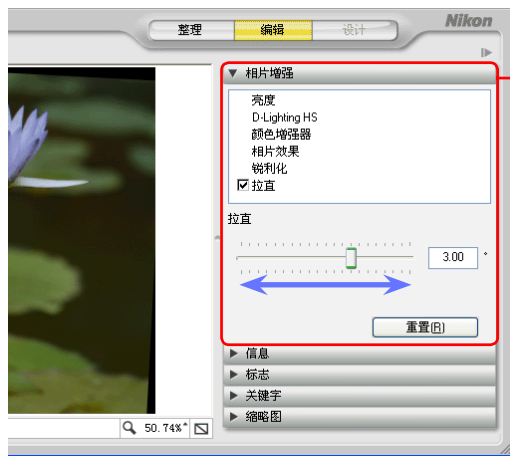 Nikon
整理 编辑 设计
相片增强
亮度
D-Lighting HS
颜色增强器
相片效果
锐利化
拉直
拉直
3.00 °
重置(R)
信息
标志
关键字
缩略图
50.74%